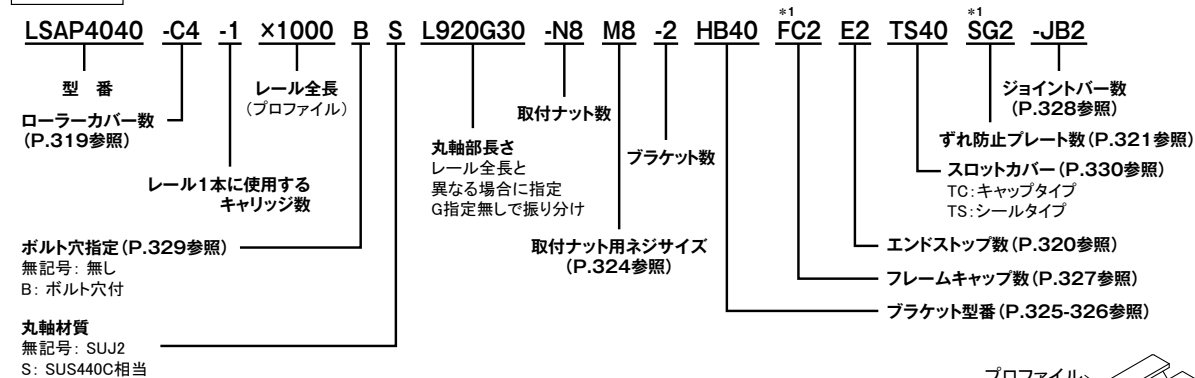 *1 *1
LSAP4040 -C4 -1 ×1000 B S L920G30 -N8 M8 -2 HB40 FC2 E2 TS40 SG2 -JB2
型 番
ローラーカバー数
(P.319参照)
レール1本に使用する
キャリッジ数
レール全長
(プロファイル)
ボルト穴指定(P.329参照)
無記号: 無し
B: ボルト穴付
丸軸材質
無記号: SUJ2
S: SUS440C相当
丸軸部長さ
レール全長と
異なる場合に指定
G指定無しで振り分け
取付ナット数
取付ナット用ネジサイズ
(P.324参照)
ブラケット数
ジョイントバー数
(P.328参照)
ずれ防止プレート数(P.321参照)
スロットカバー(P.330参照)
TC:キャップタイプ
TS:シールタイプ
エンドストップ数(P.320参照)
フレームキャップ数(P.327参照)
ブラケット型番(P.325-326参照)
プロファイル